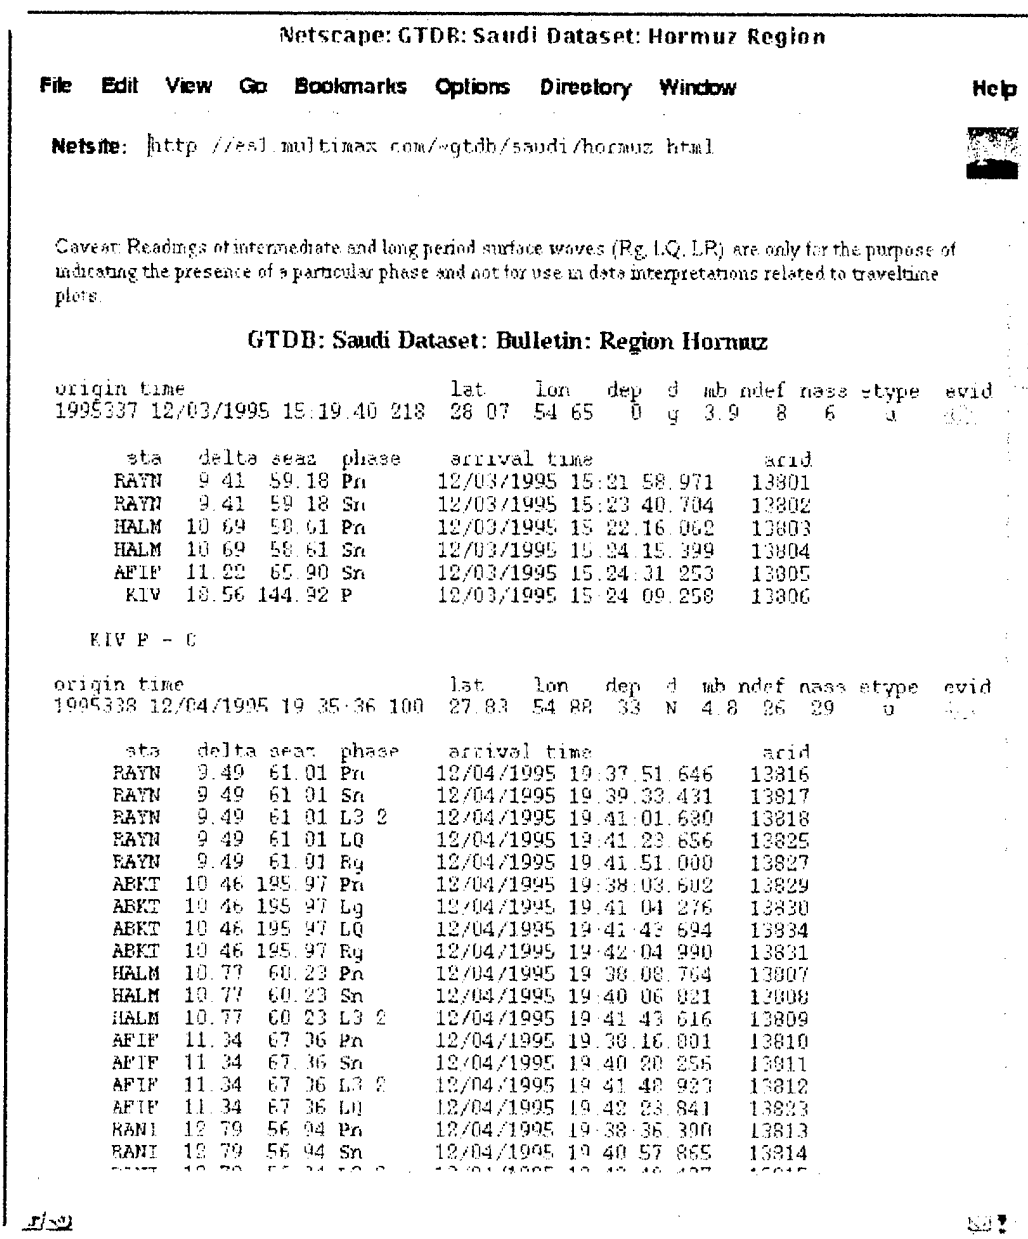 Netscape: GTDB: Saudi Dataset: Hormuz Region
File Edit View Go Bookmarks Options Directory Window Help
Netsite: http //es1.multimax com/~gtdb/saudi/hormuz html
Caveat: Readings of intermediate and long period surface waves (Rg, LQ, LR) are only for the purpose of
indicating the presence of a particular phase and not for use in data interpretations related to traveltime
plots.
GTDB: Saudi Dataset: Bulletin: Region Hormuz
origin time lat lon dep d mb ndef nass etype evid
1995337 12/03/1995 15:19.40 218 28 07 54 65 0 g 3.9 8 6 u
sta delta seaz phase arrival time arid
RAYN 9 41 59.18 Pn 12/03/1995 15:21 58.971 13801
RAYN 9.41 59 18 Sn 12/03/1995 15:23 40.704 13802
HALM 10 69 58.61 Pn 12/03/1995 15 22.16 062 13803
HALM 10 69 58 61 Sn 12/03/1995 15.24.15.399 13804
AFIF 11.22 65.90 Sn 12/03/1995 15.24:31 253 13805
KIV 18.56 144.92 P 12/03/1995 15 24 09.258 13806
KIV P - C
origin time lat lon dep d mb ndef nass etype evid
1995338 12/04/1995 19 35:36 100 27.83 54 88 33 N 4.8 26 29 u
sta delta seaz phase arrival time arid
RAYN 9.49 61.01 Pn 12/04/1995 19:37.51.646 13816
RAYN 9 49 61 01 Sn 12/04/1995 19.39.33.431 13817
RAYN 9.49 61 01 L3 2 12/04/1995 19.41:01.680 13818
RAYN 9 49 61 01 LQ 12/04/1995 19:41.23 656 13825
RAYN 9.49 61 01 Rg 12/04/1995 19.41.51 000 13827
ABKT 10 46 195.97 Pn 12/04/1995 19:38:03.602 13829
ABKT 10 46 195 97 Lg 12/04/1995 19.41 04 276 13830
ABKT 10 46 195 97 LQ 12/04/1995 19:41:43 694 13834
ABKT 10 46 195.97 Rg 12/04/1995 19:42:04 990 13831
HALM 10.77 60.23 Pn 12/04/1995 19 38 08.764 13807
HALM 10 77 60.23 Sn 12/04/1995 19:40 06 821 13808
HALM 10.77 60 23 L3 2 12/04/1995 19 41 43 616 13809
AFIF 11.34 67 36 Pn 12/04/1995 19.38.16.801 13810
AFIF 11 34 67.36 Sn 12/04/1995 19 40 20 256 13811
AFIF 11 34 67 36 L3 2 12/04/1995 19 41 48 923 13812
AFIF 11.34 67 36 LQ 12/04/1995 19.42 23.841 13823
RANI 12 79 56 94 Pn 12/04/1995 19:38:36.390 13813
RANI 12 79 56 94 Sn 12/04/1995 19 40 57 865 13814